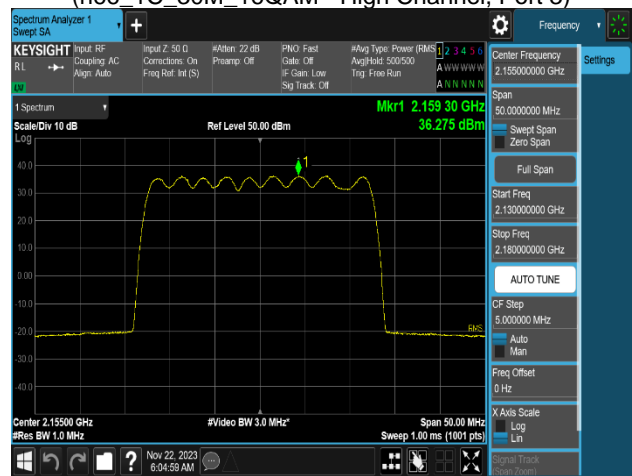 Spectrum Analyzer 1
Swept SA
+
Frequency
KEYSIGHT
RL
LM
Input: RF
Coupling: AC
Align: Auto
Input Z: 50 Ω
Corrections: On
Freq Ref: Int (S)
#Atten: 22 dB
Preamp: Off
PNO: Fast
Gate: Off
IF Gain: Low
Sig Track: Off
#Avg Type: Power (RMS
Avg|Hold: 500/500
Trig: Free Run
1 2 3 4 5 6
A W W W W W
A N N N N N
Center Frequency
2.155000000 GHz
Settings
1 Spectrum
Scale/Div 10 dB
Log
Ref Level 50.00 dBm
Mkr1 2.159 30 GHz
36.275 dBm
1
40.0
30.0
20.0
10.0
0.00
-10.0
-20.0
-30.0
-40.0
RMS
Center 2.15500 GHz
#Res BW 1.0 MHz
#Video BW 3.0 MHz*
Span 50.00 MHz
Sweep 1.00 ms (1001 pts)
Span
50.0000000 MHz
Swept Span
Zero Span
Full Span
Start Freq
2.130000000 GHz
Stop Freq
2.180000000 GHz
AUTO TUNE
CF Step
5.000000 MHz
Auto
Man
Freq Offset
0 Hz
X Axis Scale
Log
Lin
Signal Track
(Span Zoom)
?
Nov 22, 2023
6:04:59 AM